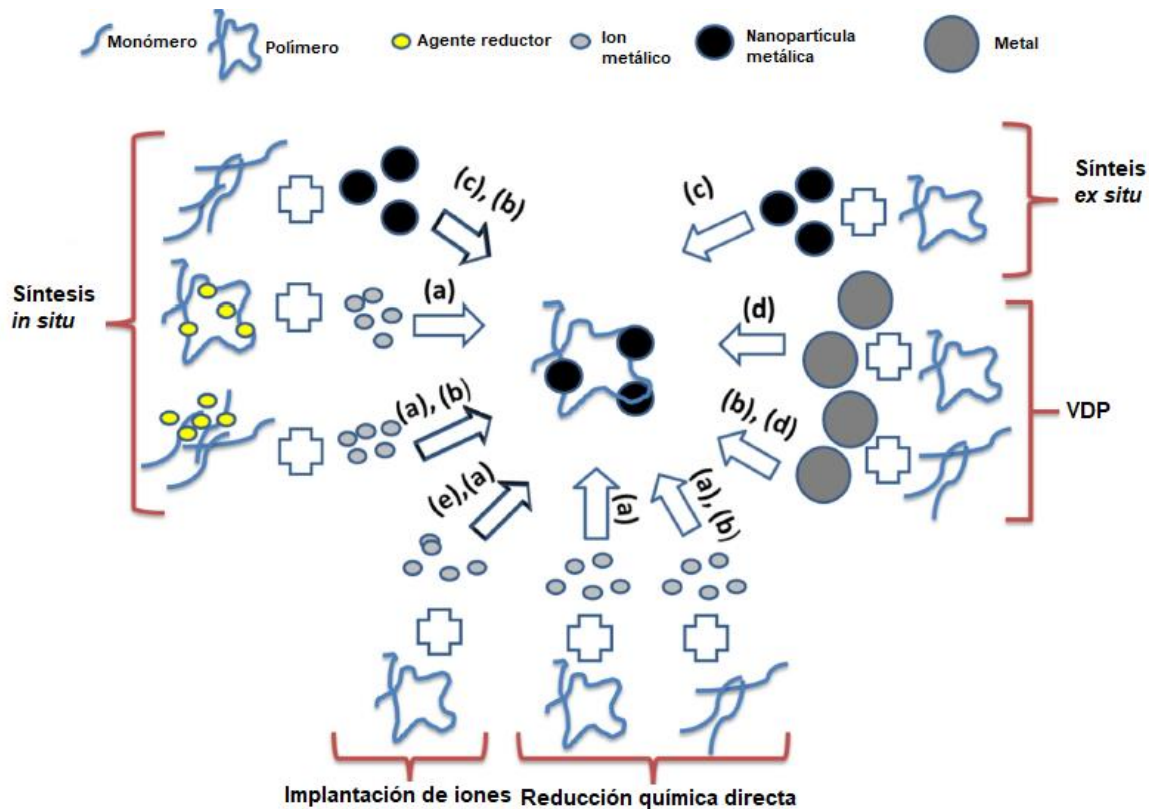 Monómero
Polímero
Agente reductor
Ion
metálico
Nanopartícula
metálica
Metal
Síntesis
in situ
(c), (b)
(a)
(a), (b)
(e),(a)
(a)
(a), (b)
(c)
(d)
(b), (d)
Sínteis
ex situ
VDP
Implantación de iones
Reducción química directa